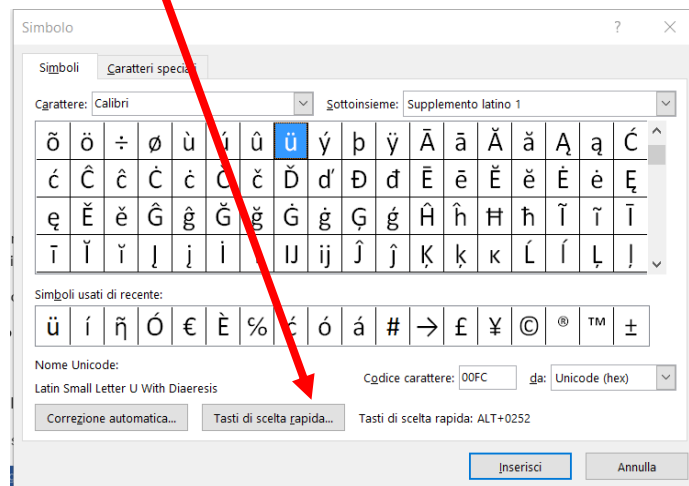 Simbolo ? ×
Simboli Caratteri speciali
Carattere: Calibri Sottoinsieme: Supplemento latino 1
õ ö ÷ ø ù ú û ü ý þ ÿ Ā ā Ă ă Ą ą Ć
ć Ĉ ĉ Ċ ċ Č č Ď ď Đ đ Ē ē Ĕ ĕ Ė ė Ę
ę Ě ě Ĝ ĝ Ğ ğ Ġ ġ Ģ ģ Ĥ ĥ Ħ ħ Ĩ ĩ Ī
ī Ĭ ĭ Į į İ Ĳ ĳ Ĵ ĵ Ķ ķ ĸ Ĺ ĺ Ļ ļ
Simboli usati di recente:
ü í ñ Ó € È ℅ ć ó á # → £ ¥ © ® ™ ±
Nome Unicode:
Latin Small Letter U With Diaeresis
Codice carattere: 00FC da: Unicode (hex)
Correzione automatica... Tasti di scelta rapida... Tasti di scelta rapida: ALT+0252
Inserisci Annulla